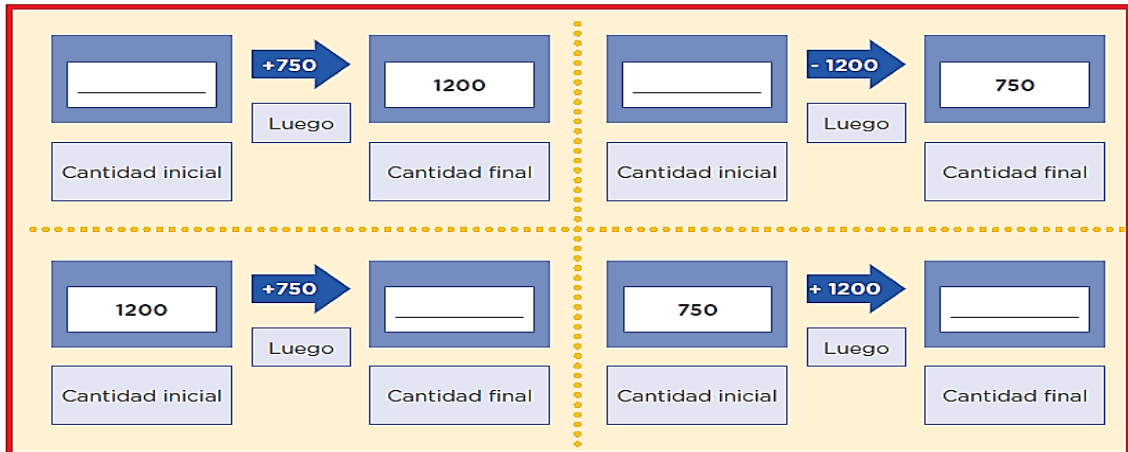 +750
1200
Luego
Cantidad inicial
Cantidad final
- 1200
750
Luego
Cantidad inicial
Cantidad final
1200
+750
Luego
Cantidad inicial
Cantidad final
750
+ 1200
Luego
Cantidad inicial
Cantidad final